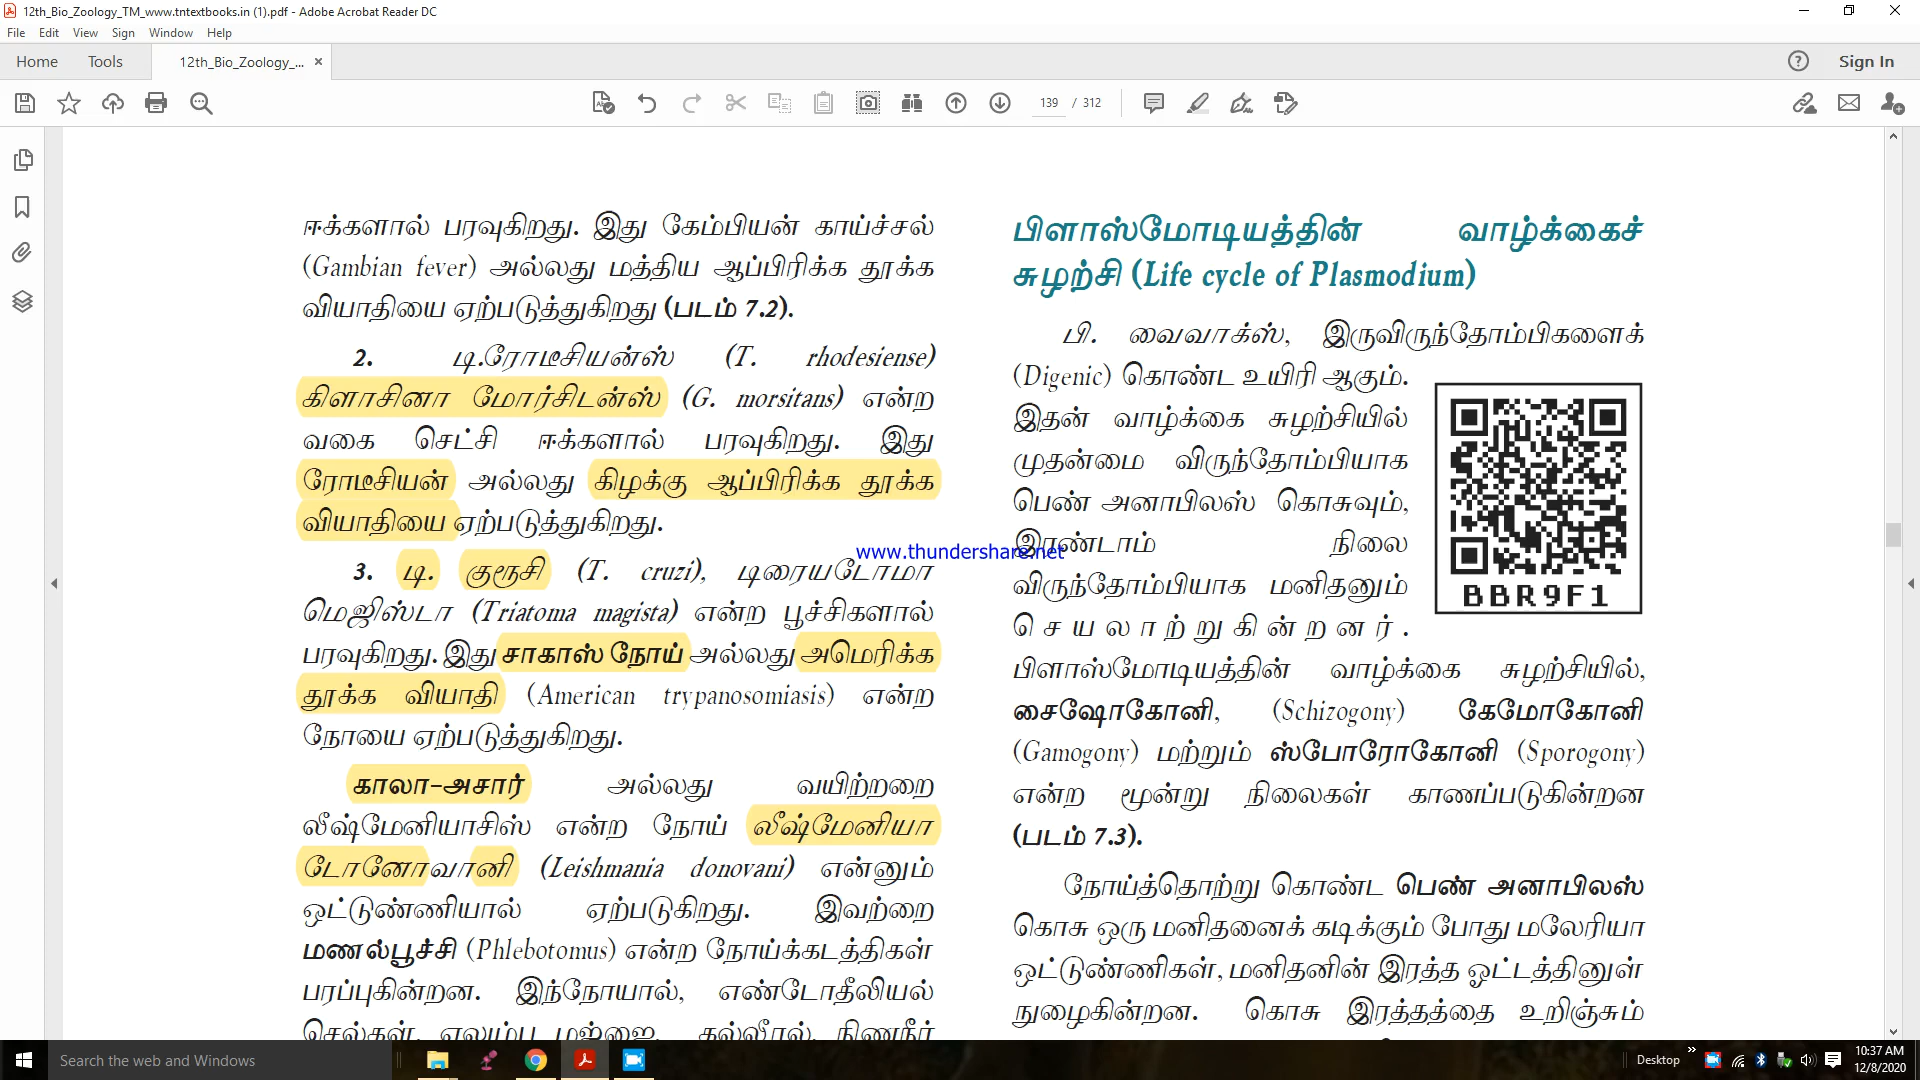 12th_Bio_Zoology_TM_www.tntextbooks.in (1).pdf - Adobe Acrobat Reader DC
File Edit View Sign Window Help
Home Tools 12th_Bio_Zoology_... × Sign In
139 / 312
ஈக்களால் பரவுகிறது. இது கேம்பியன் காய்ச்சல்
(Gambian fever) அல்லது மத்திய ஆப்பிரிக்க தூக்க
வியாதியை ஏற்படுத்துகிறது (படம் 7.2).
2. டி.ரோடீசியன்ஸ் (T. rhodesiense)
கிளாசினா மோர்சிடன்ஸ் (G. morsitans) என்ற
வகை செட்சி ஈக்களால் பரவுகிறது. இது
ரோடீசியன் அல்லது கிழக்கு ஆப்பிரிக்க தூக்க
வியாதியை ஏற்படுத்துகிறது.
3. டி. குரூசி (T. cruzi), டிரையடோமா
மெஜிஸ்டா (Triatoma magista) என்ற பூச்சிகளால்
பரவுகிறது. இது சாகாஸ் நோய் அல்லது அமெரிக்க
தூக்க வியாதி (American trypanosomiasis) என்ற
நோயை ஏற்படுத்துகிறது.
காலா-அசார் அல்லது வயிற்றறை
லீஷ்மேனியாசிஸ் என்ற நோய் லீஷ்மேனியா
டோனோவானி (Leishmania donovani) என்னும்
ஒட்டுண்ணியால் ஏற்படுகிறது. இவற்றை
மணல்பூச்சி (Phlebotomus) என்ற நோய்க்கடத்திகள்
பரப்புகின்றன. இந்நோயால், எண்டோதீலியல்
செல்கள், எலும்பு மஜ்ஜை, கல்லீரல், நிணநீர்
பிளாஸ்மோடியத்தின் வாழ்க்கைச்
சுழற்சி (Life cycle of Plasmodium)
பி. வைவாக்ஸ், இருவிருந்தோம்பிகளைக்
(Digenic) கொண்ட உயிரி ஆகும்.
இதன் வாழ்க்கை சுழற்சியில்
முதன்மை விருந்தோம்பியாக
பெண் அனாபிலஸ் கொசுவும்,
இரண்டாம் நிலை
விருந்தோம்பியாக மனிதனும்
செயலாற்றுகின்றனர்.
பிளாஸ்மோடியத்தின் வாழ்க்கை சுழற்சியில்,
சைஷோகோனி, (Schizogony) கேமோகோனி
(Gamogony) மற்றும் ஸ்போரோகோனி (Sporogony)
என்ற மூன்று நிலைகள் காணப்படுகின்றன
(படம் 7.3).
நோய்த்தொற்று கொண்ட பெண் அனாபிலஸ்
கொசு ஒரு மனிதனைக் கடிக்கும் போது மலேரியா
ஒட்டுண்ணிகள், மனிதனின் இரத்த ஓட்டத்தினுள்
நுழைகின்றன. கொசு இரத்தத்தை உறிஞ்சும்
BBR9F1
www.thundershare.net
Search the web and Windows
Desktop
10:37 AM
12/8/2020